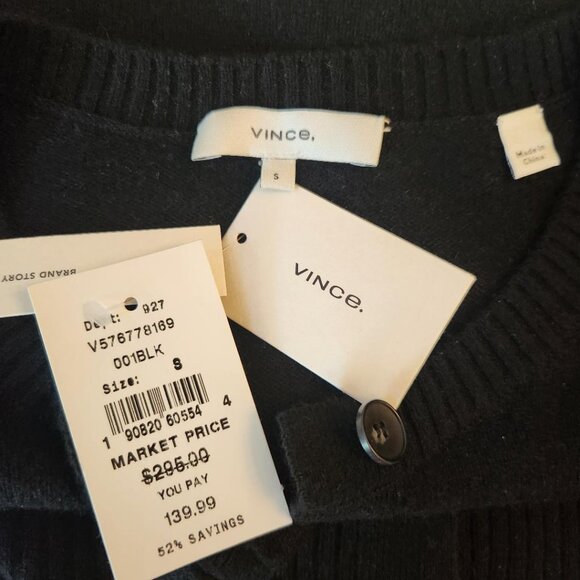 VINCE.
S
Made in
China
VINCE.
BRAND STORY
Dept: 927
V576778169
001BLK
Size: S
1 90820 60554 4
MARKET PRICE
$295.00
YOU PAY
139.99
52% SAVINGS